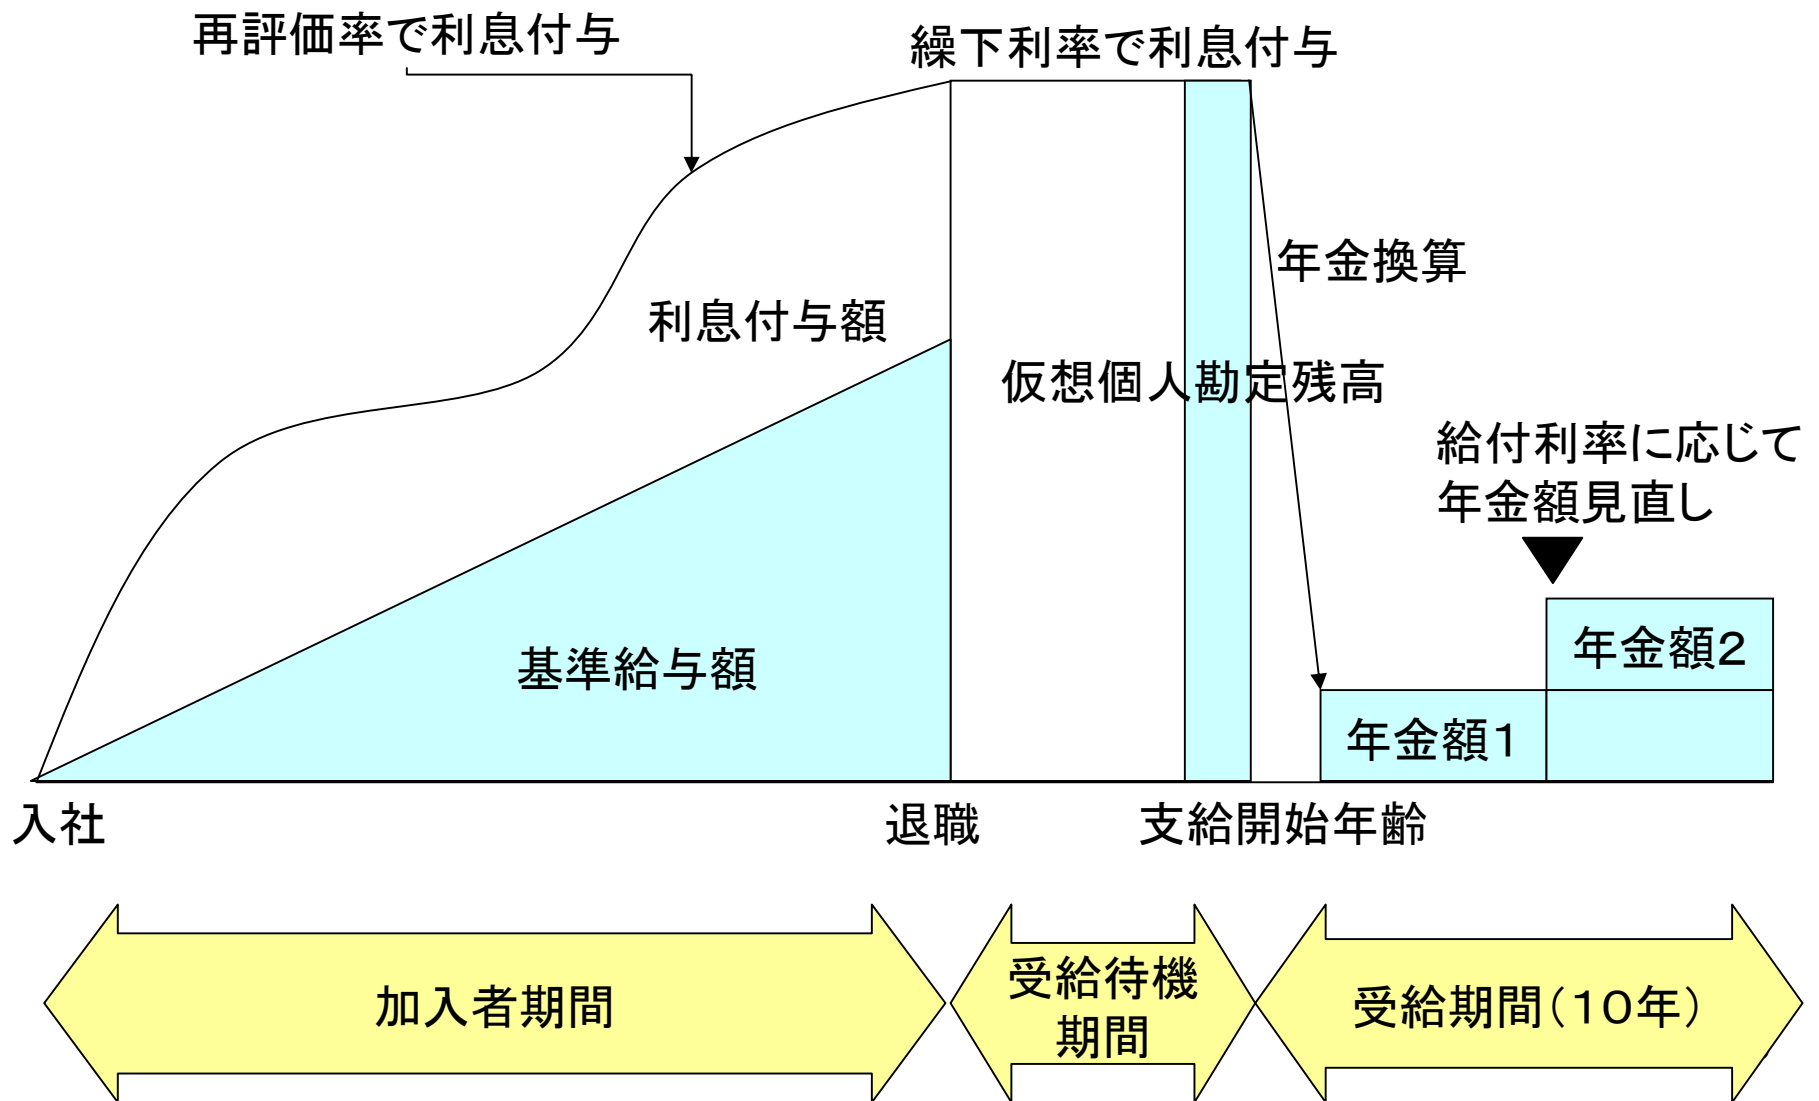 再評価率で利息付与
繰下利率で利息付与
年金換算
利息付与額
仮想個人勘定残高
給付利率に応じて
年金額見直し
基準給与額
年金額2
年金額1
入社
退職
支給開始年齢
加入者期間
受給待機
期間
受給期間(10年)